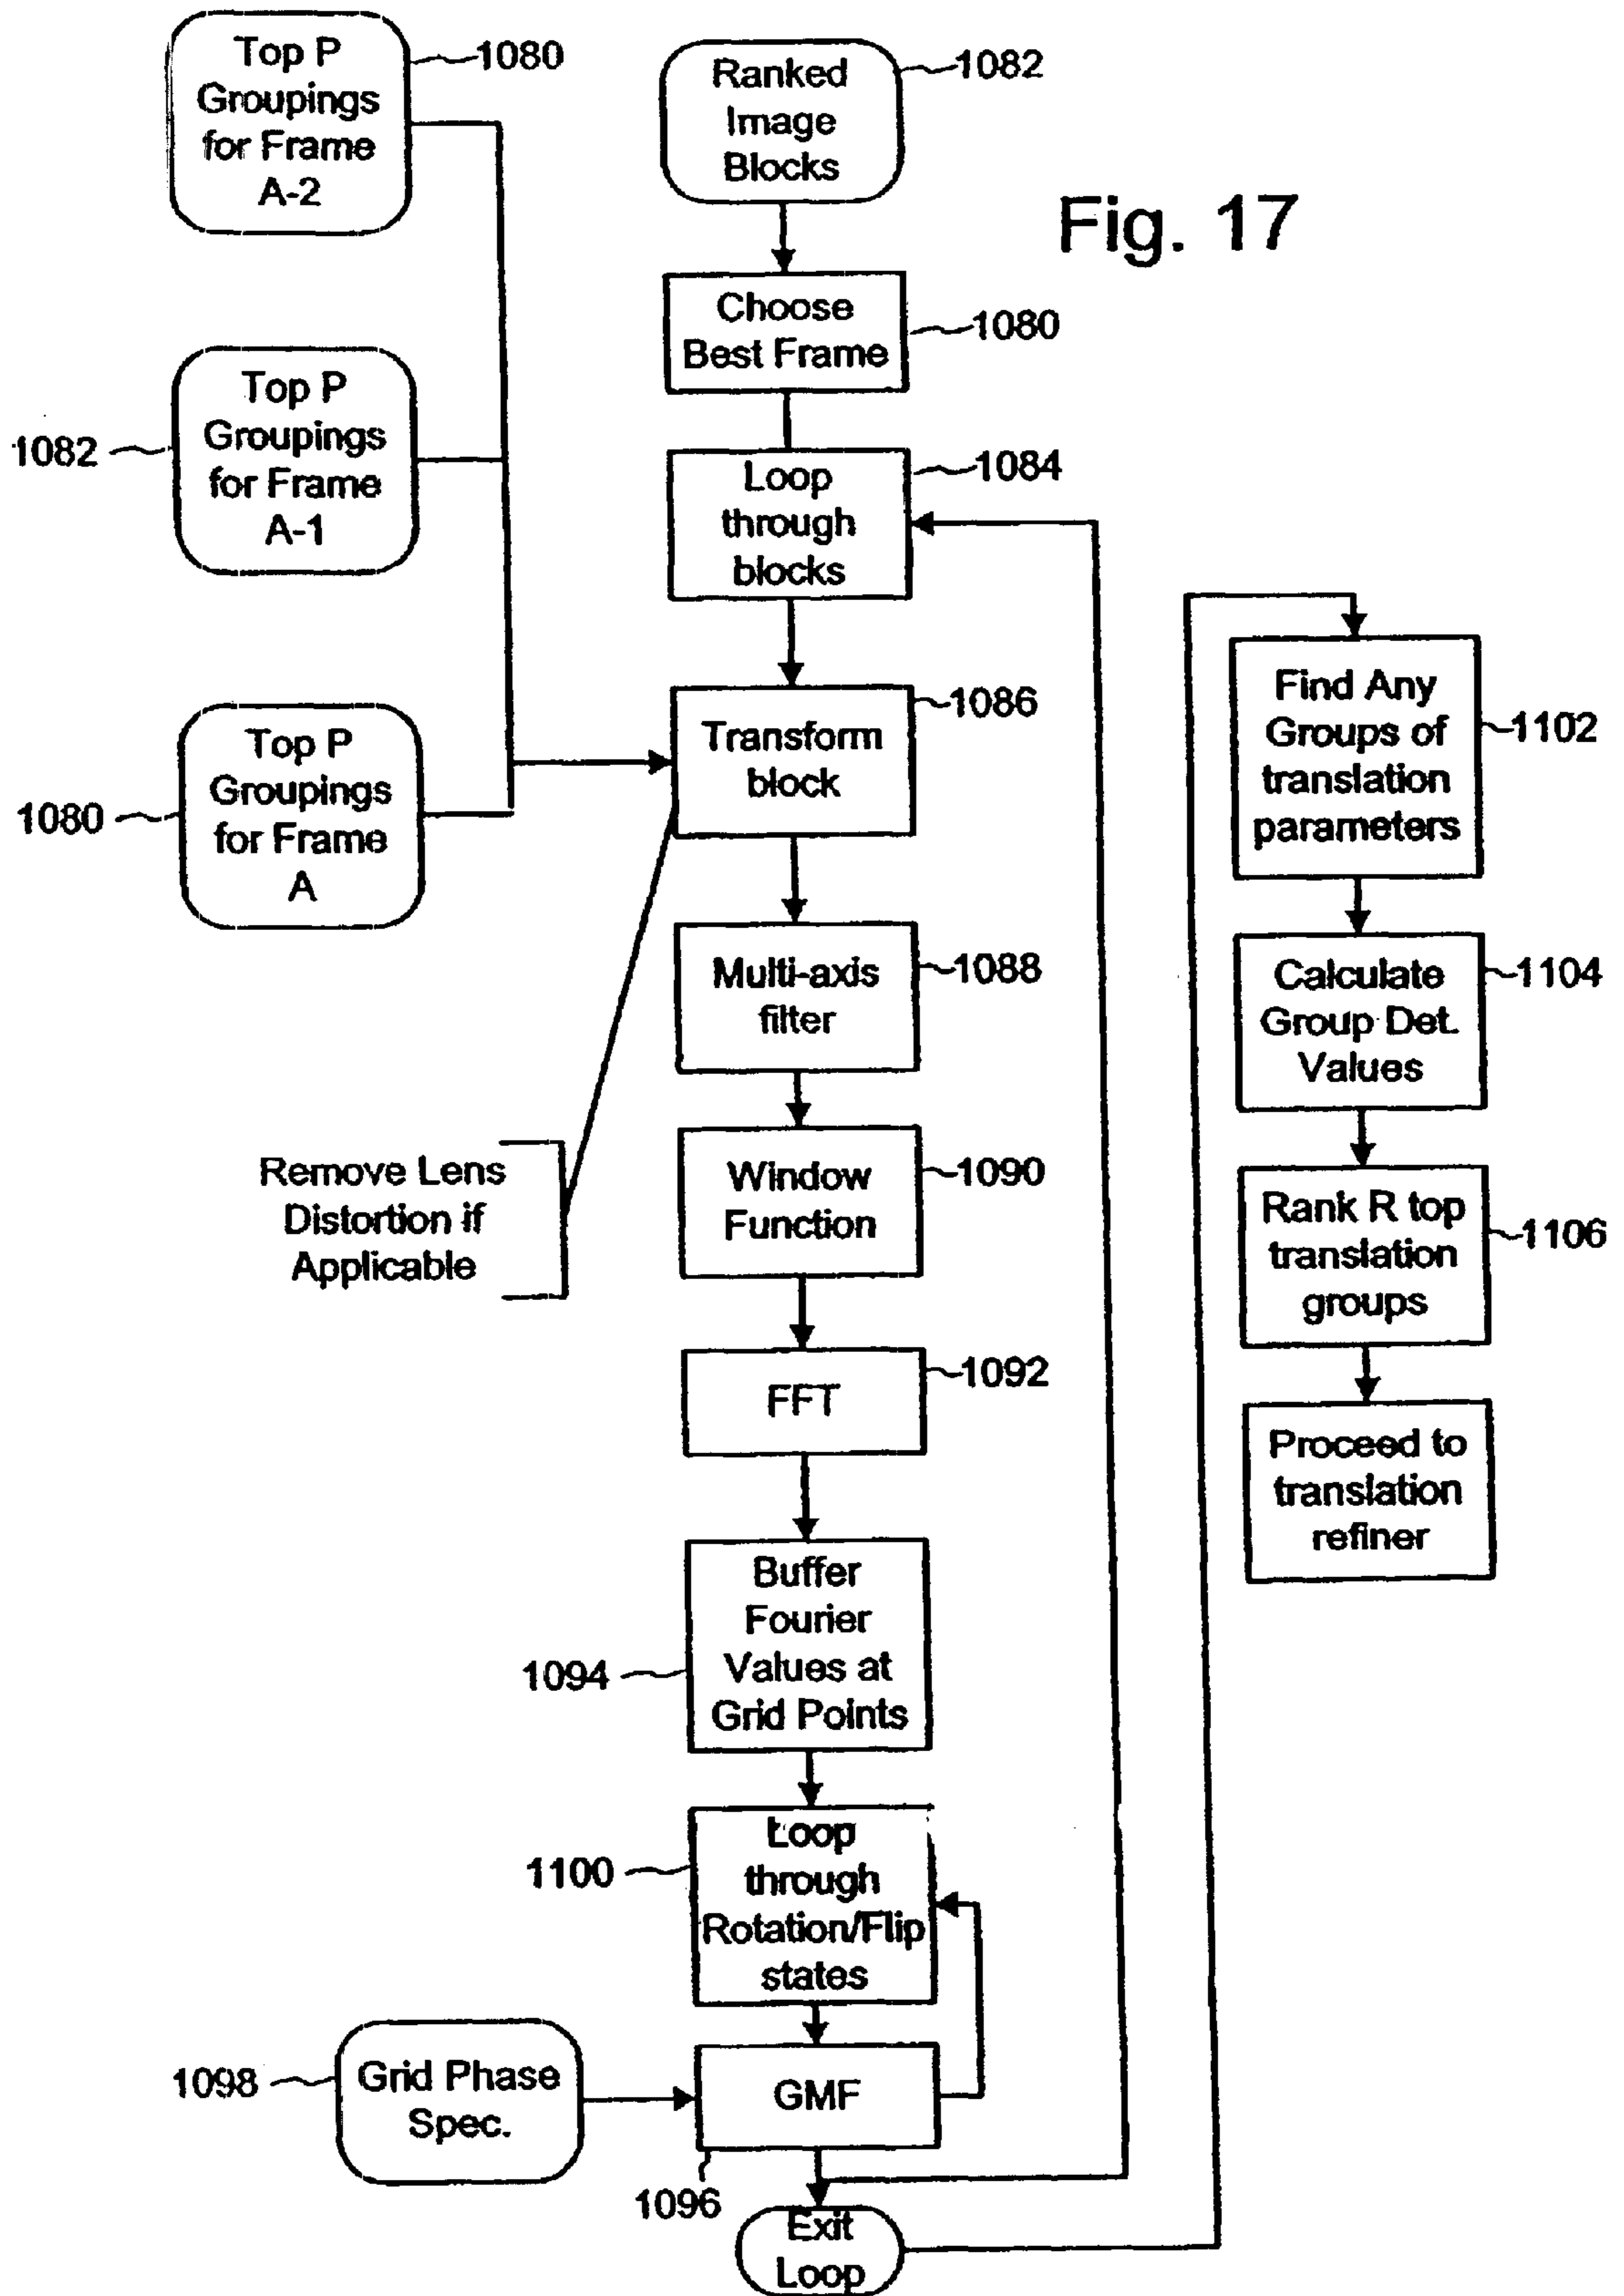 Top P
Groupings
for Frame
A-2
1080
Ranked
Image
Blocks
1082
Fig. 17
Choose
Best Frame
1080
Top P
Groupings
for Frame
A-1
1082
Loop
through
blocks
1084
Top P
Groupings
for Frame
A
1080
Transform
block
1086
Remove Lens
Distortion if
Applicable
Multi-axis
filter
1088
Window
Function
1090
FFT
1092
Buffer
Fourier
Values at
Grid Points
1094
Loop
through
Rotation/Flip
states
1100
Grid Phase
Spec.
1098
GMF
1096
Exit
Loop
Find Any
Groups of
translation
parameters
1102
Calculate
Group Det.
Values
1104
Rank R top
translation
groups
1106
Proceed to
translation
refiner